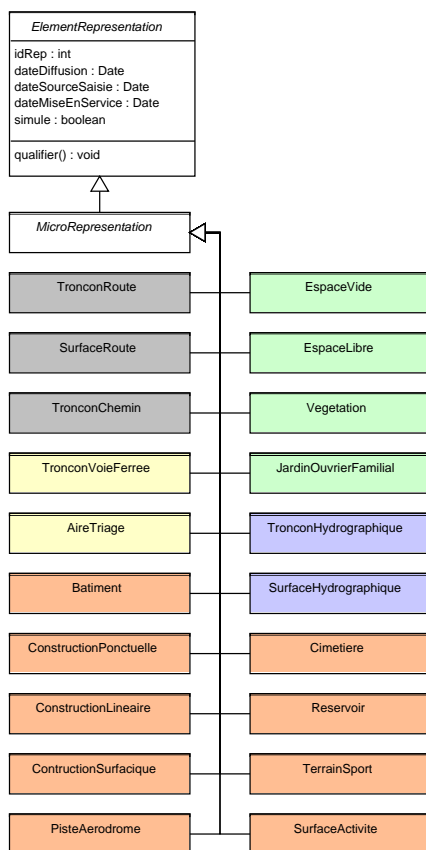 ElementRepresentation
idRep : int
dateDiffusion : Date
dateSourceSaisie : Date
dateMiseEnService : Date
simule : boolean
qualifier() : void
MicroRepresentation
TronconRoute
EspaceVide
SurfaceRoute
EspaceLibre
TronconChemin
Vegetation
TronconVoieFerree
JardinOuvrierFamilial
AireTriage
TronconHydrographique
Batiment
SurfaceHydrographique
ConstructionPonctuelle
Cimetiere
ConstructionLineaire
Reservoir
ContructionSurfacique
TerrainSport
PisteAerodrome
SurfaceActivite